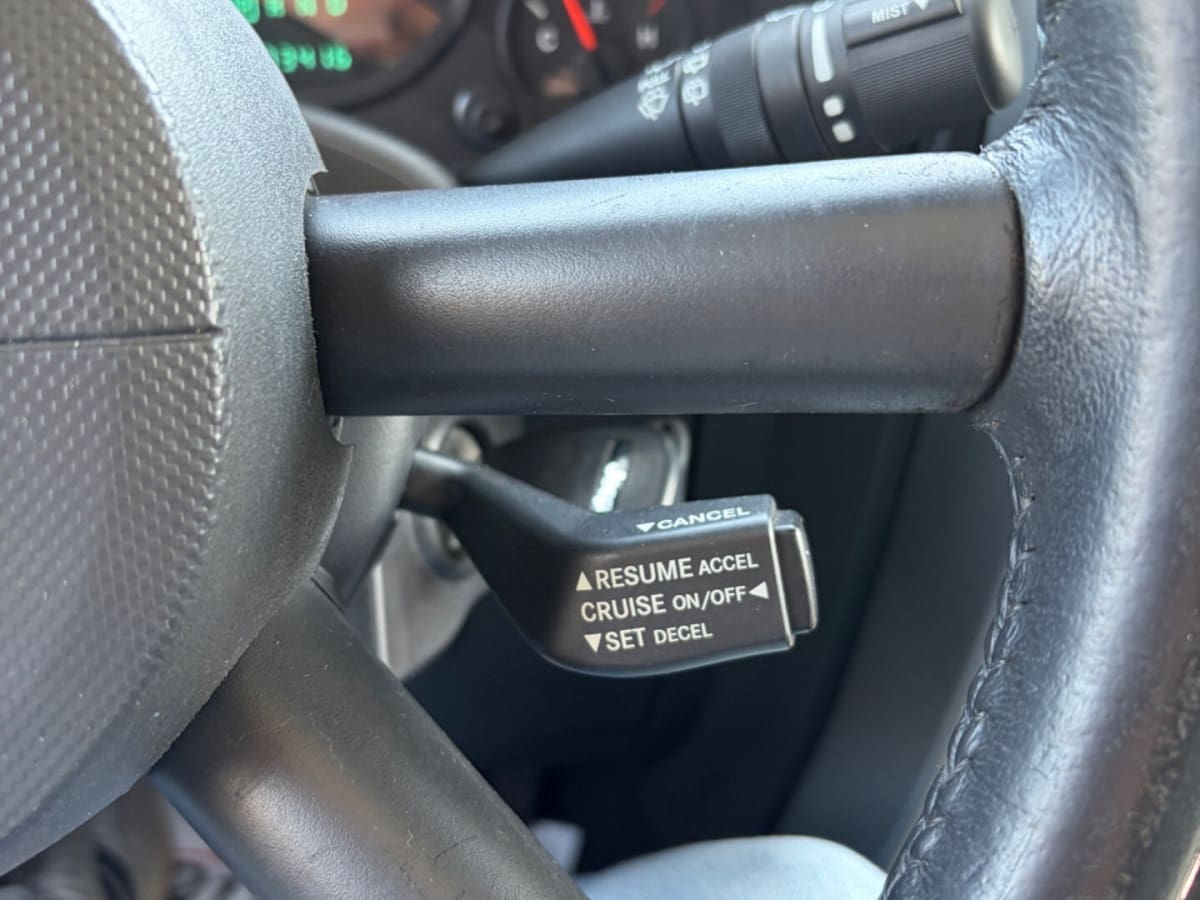 MIST▼
C
H
▼CANCEL
▲RESUME ACCEL
CRUISE ON/OFF◀
▼SET DECEL